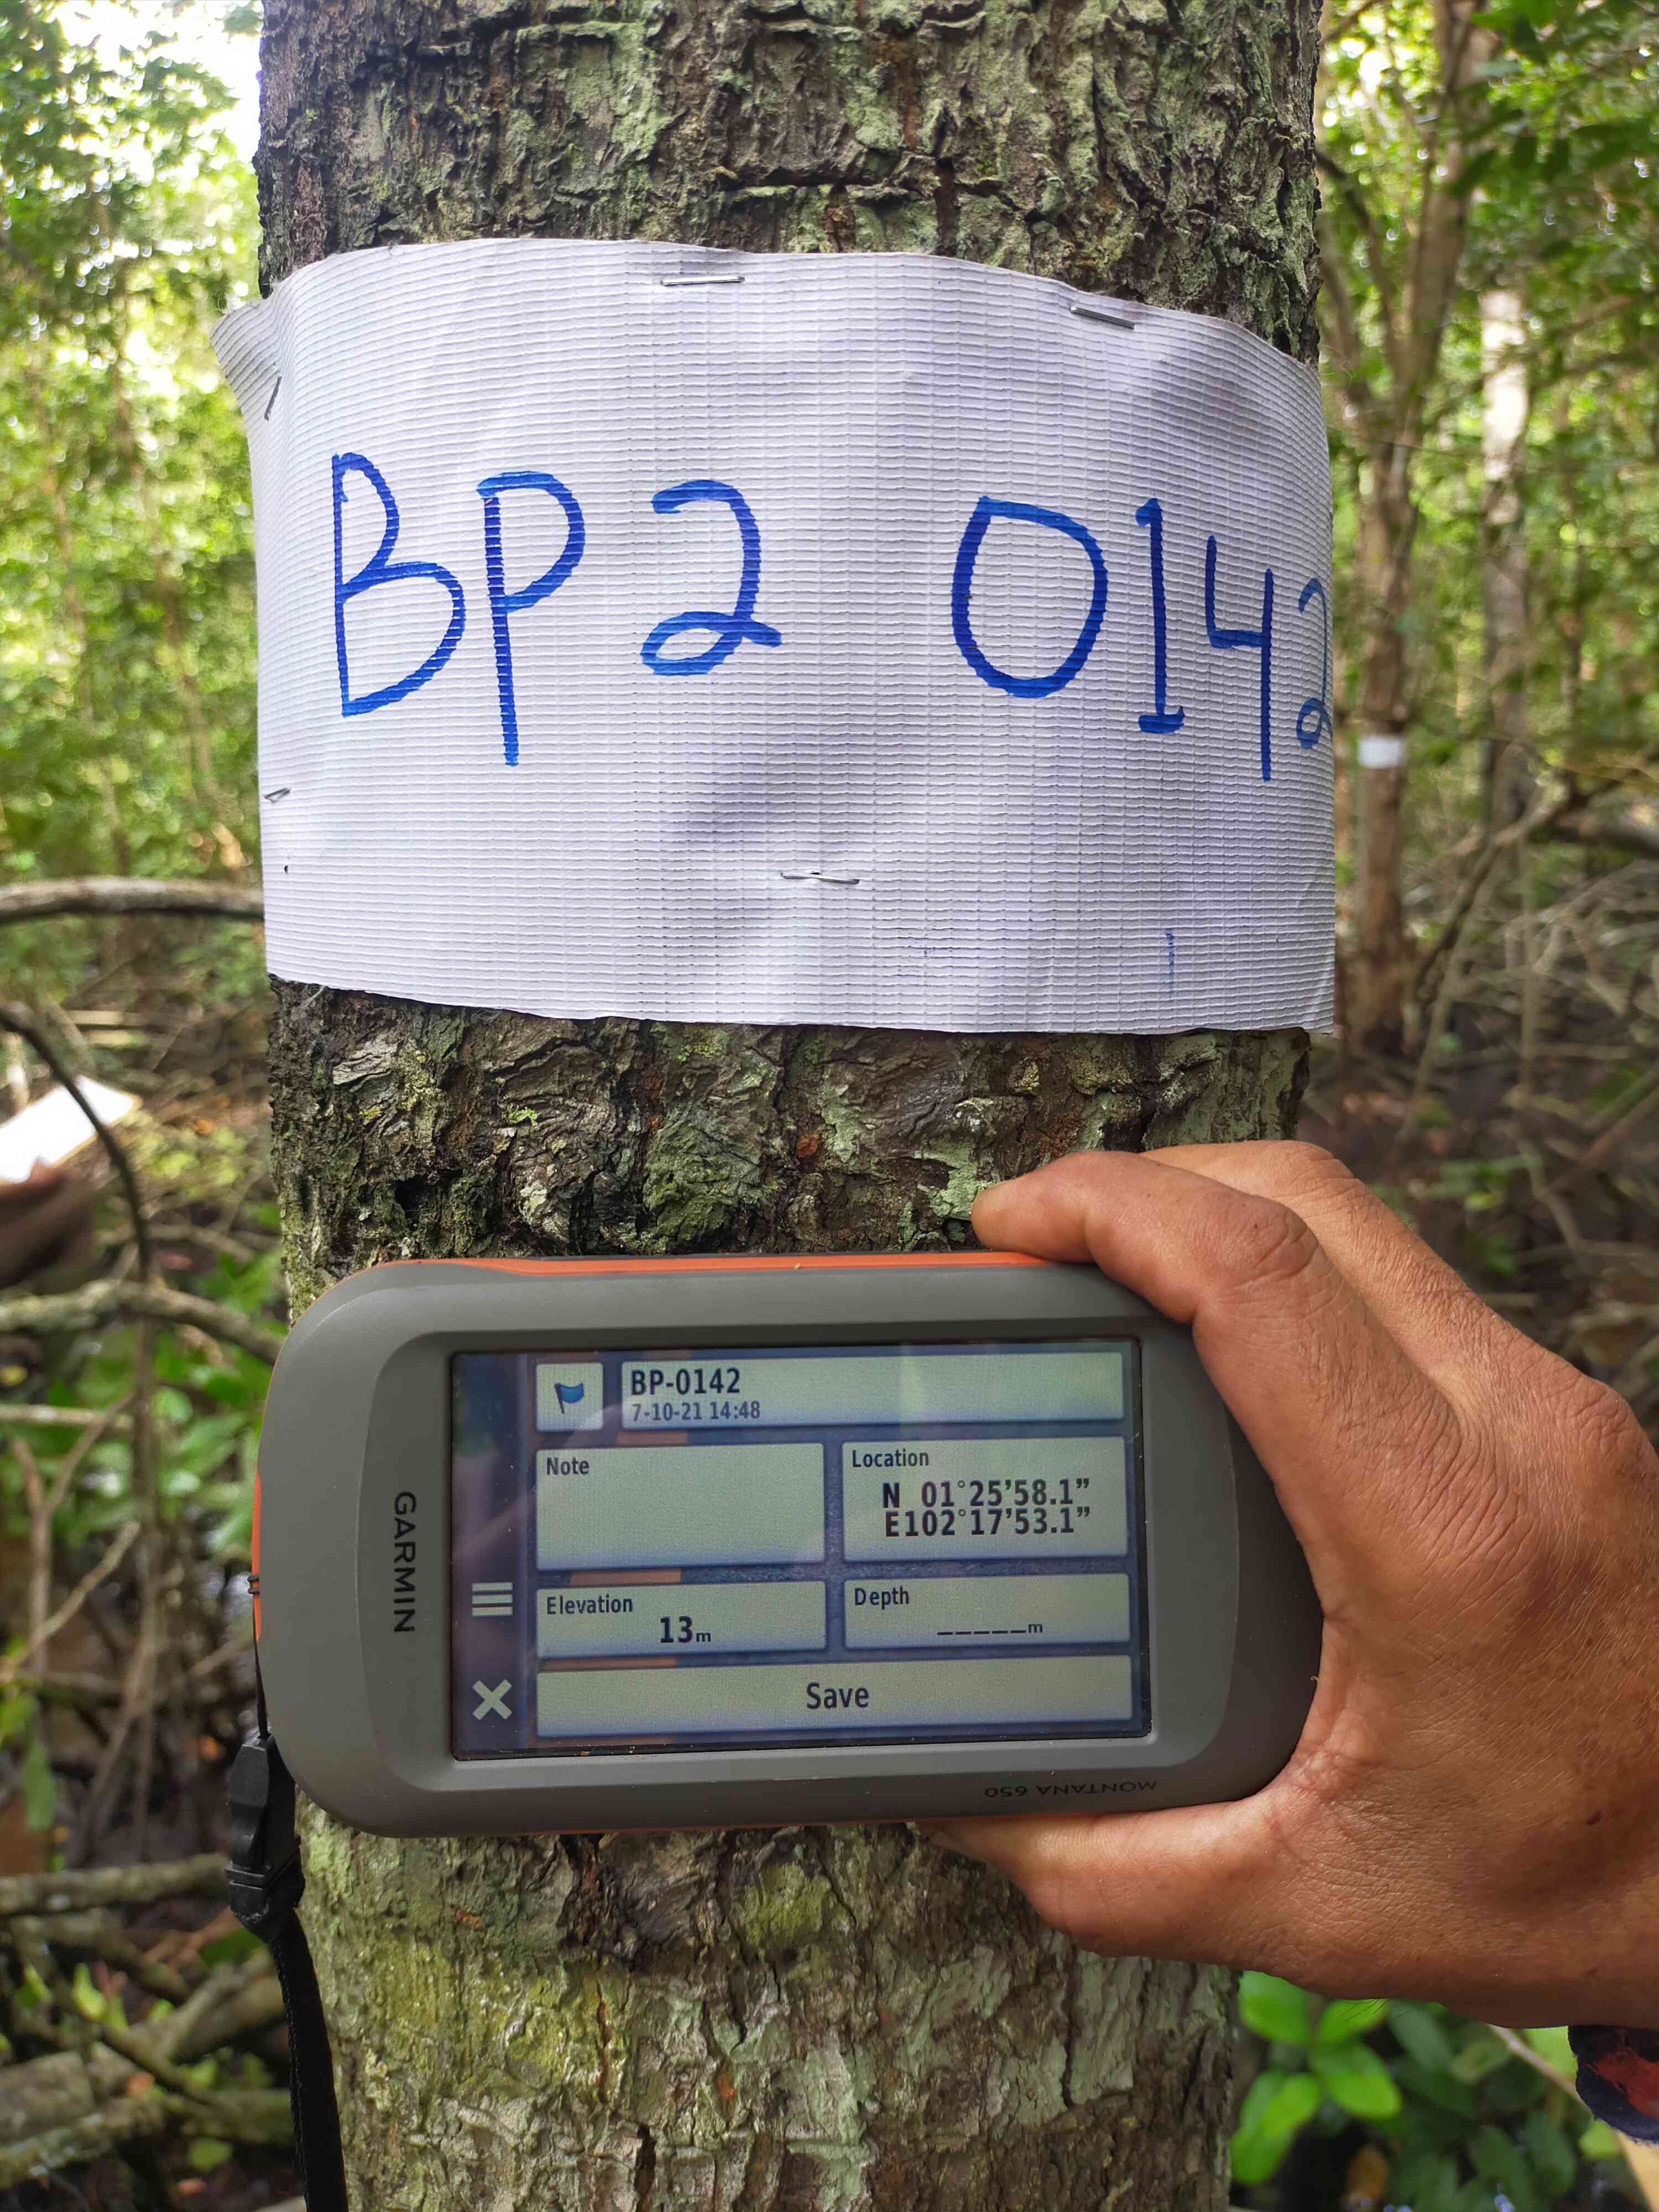 BP2 0142
BP-0142
7-10-21 14:48
Note
Location
N 01°25'58.1"
E102°17'53.1"
Elevation
13m
Depth
_____m
Save
GARMIN
MONTANA 650